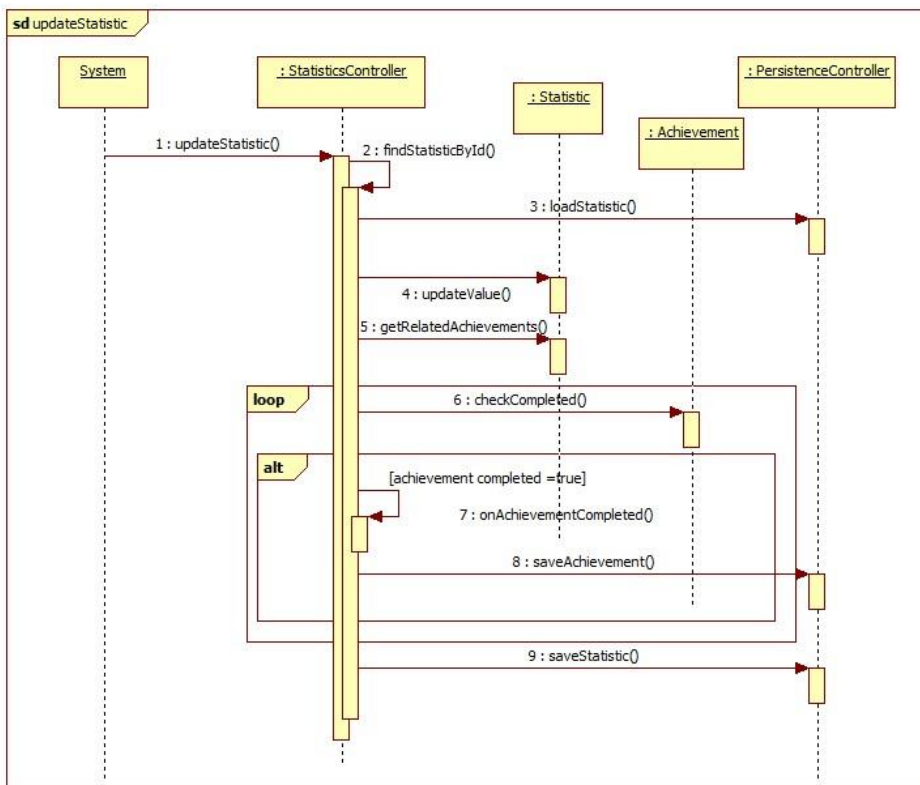 sd updateStatistic
System
: StatisticsController
: Statistic
: Achievement
: PersistenceController
1 : updateStatistic()
2 : findStatisticById()
3 : loadStatistic()
4 : updateValue()
5 : getRelatedAchievements()
loop
6 : checkCompleted()
alt
[achievement completed =true]
7 : onAchievementCompleted()
8 : saveAchievement()
9 : saveStatistic()